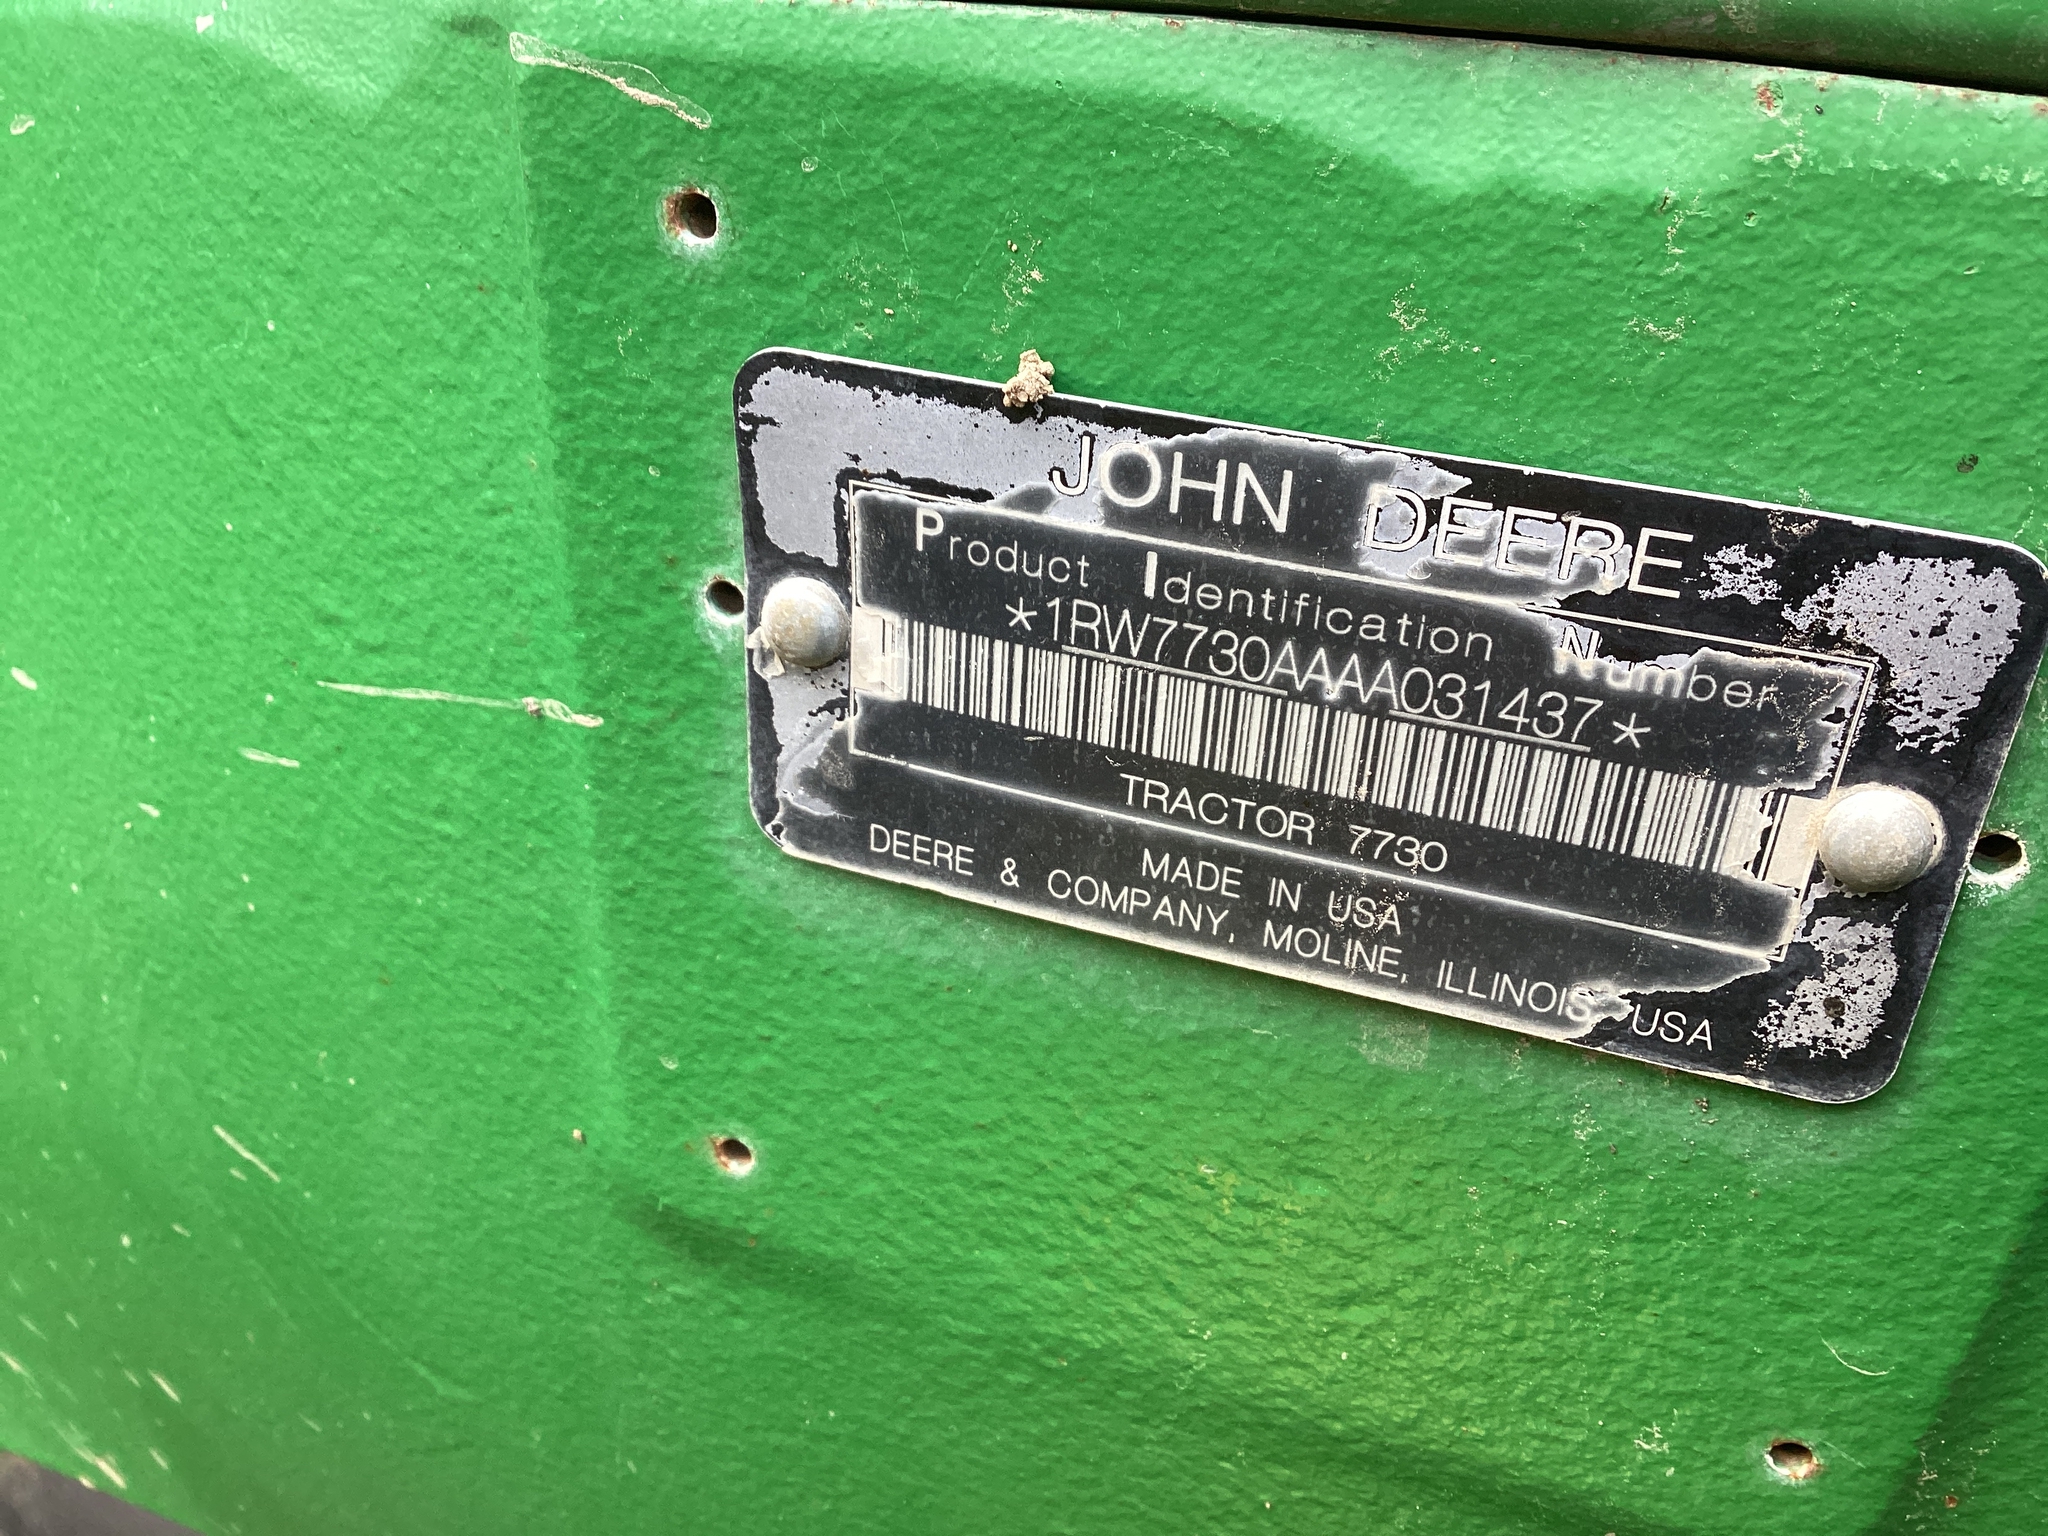 JOHN DEERE
Product Identification Number
*1RW7730AAAA031437*
TRACTOR 7730
MADE IN USA
DEERE & COMPANY, MOLINE, ILLINOIS USA